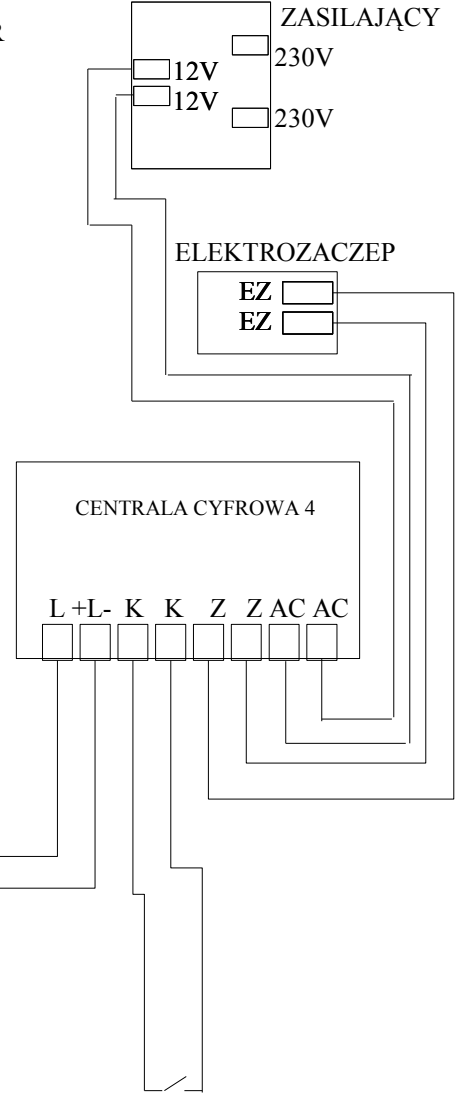 R
ZASILAJĄCY
230V
12V
12V
230V
ELEKTROZACZEP
EZ
EZ
CENTRALA CYFROWA 4
L +L- K K Z Z AC AC